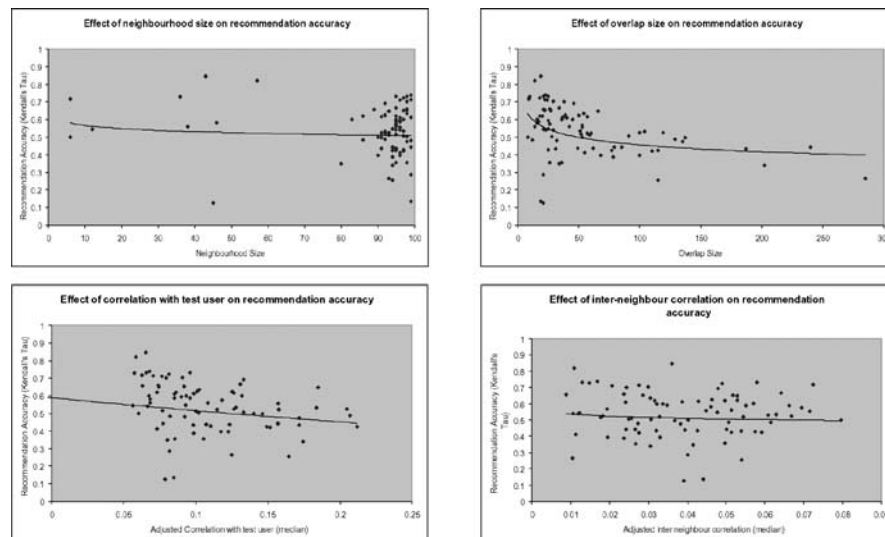 Effect of neighbourhood size on recommendation accuracy
Recommendation Accuracy (Kendall's Tau)
1
0.9
0.8
0.7
0.6
0.5
0.4
0.3
0.2
0.1
0
0 10 20 30 40 50 60 70 80 90 100
Neighbourhood Size
Effect of overlap size on recommendation accuracy
Recommendation Accuracy (Kendall's Tau)
1
0.9
0.8
0.7
0.6
0.5
0.4
0.3
0.2
0.1
0
0 50 100 150 200 250 300
Overlap Size
Effect of correlation with test user on recommendation accuracy
Recommendation Accuracy (Kendall's Tau)
1
0.9
0.8
0.7
0.6
0.5
0.4
0.3
0.2
0.1
0
0 0.05 0.1 0.15 0.2 0.25
Adjusted Correlation with test user (median)
Effect of inter-neighbour correlation on recommendation
accuracy
Recommendation Accuracy (Kendall's
Tau)
1
0.9
0.8
0.7
0.6
0.5
0.4
0.3
0.2
0.1
0
0 0.01 0.02 0.03 0.04 0.05 0.06 0.07 0.08
Adjusted inter neighbour correlation (median)